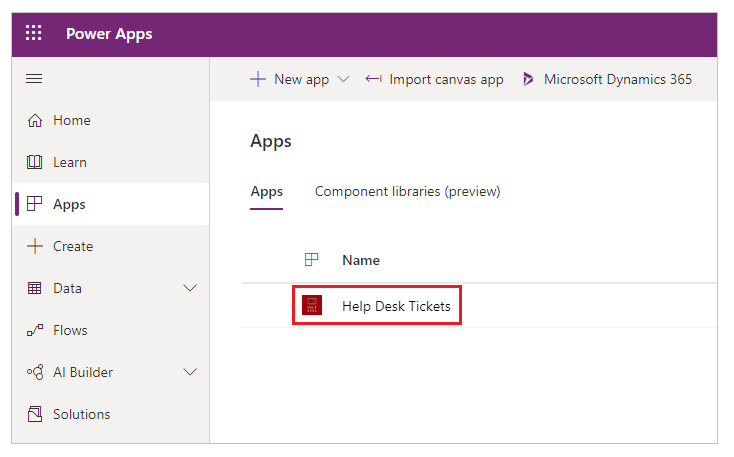 Power Apps
New app Import canvas app Microsoft Dynamics 365
Home
Learn
Apps
Create
Data
Flows
AI Builder
Solutions
Apps
Apps Component libraries (preview)
Name
Help Desk Tickets